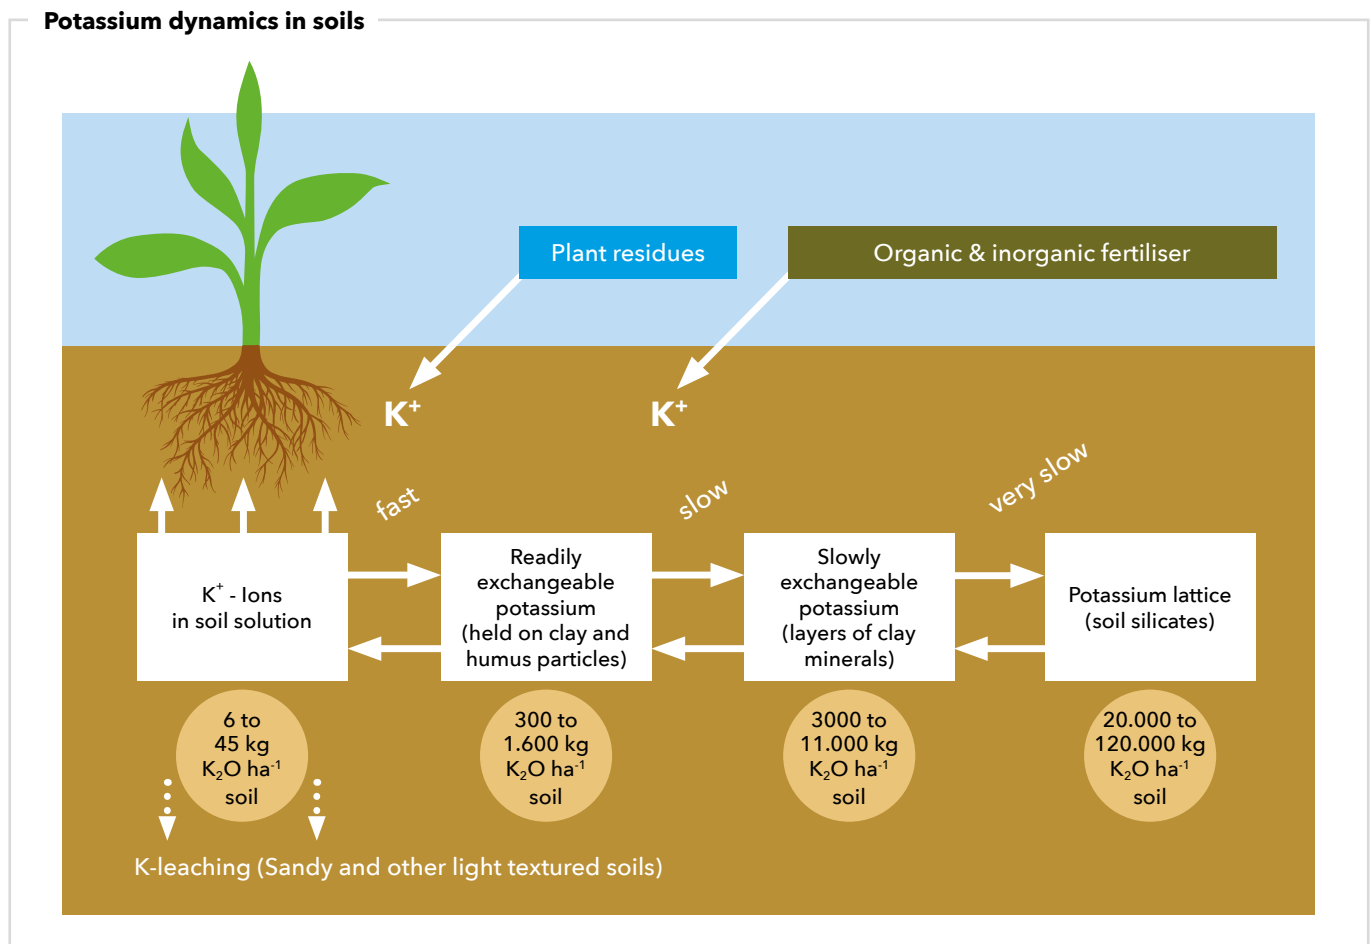 Potassium dynamics in soils
Plant residues
Organic & inorganic fertiliser
K⁺
K⁺
fast
slow
very slow
K⁺ - Ions
in soil solution
Readily
exchangeable
potassium
(held on clay and
humus particles)
Slowly
exchangeable
potassium
(layers of clay
minerals)
Potassium lattice
(soil silicates)
6 to
45 kg
K₂O ha⁻¹
soil
300 to
1.600 kg
K₂O ha⁻¹
soil
3000 to
11.000 kg
K₂O ha⁻¹
soil
20.000 to
120.000 kg
K₂O ha⁻¹
soil
K-leaching (Sandy and other light textured soils)